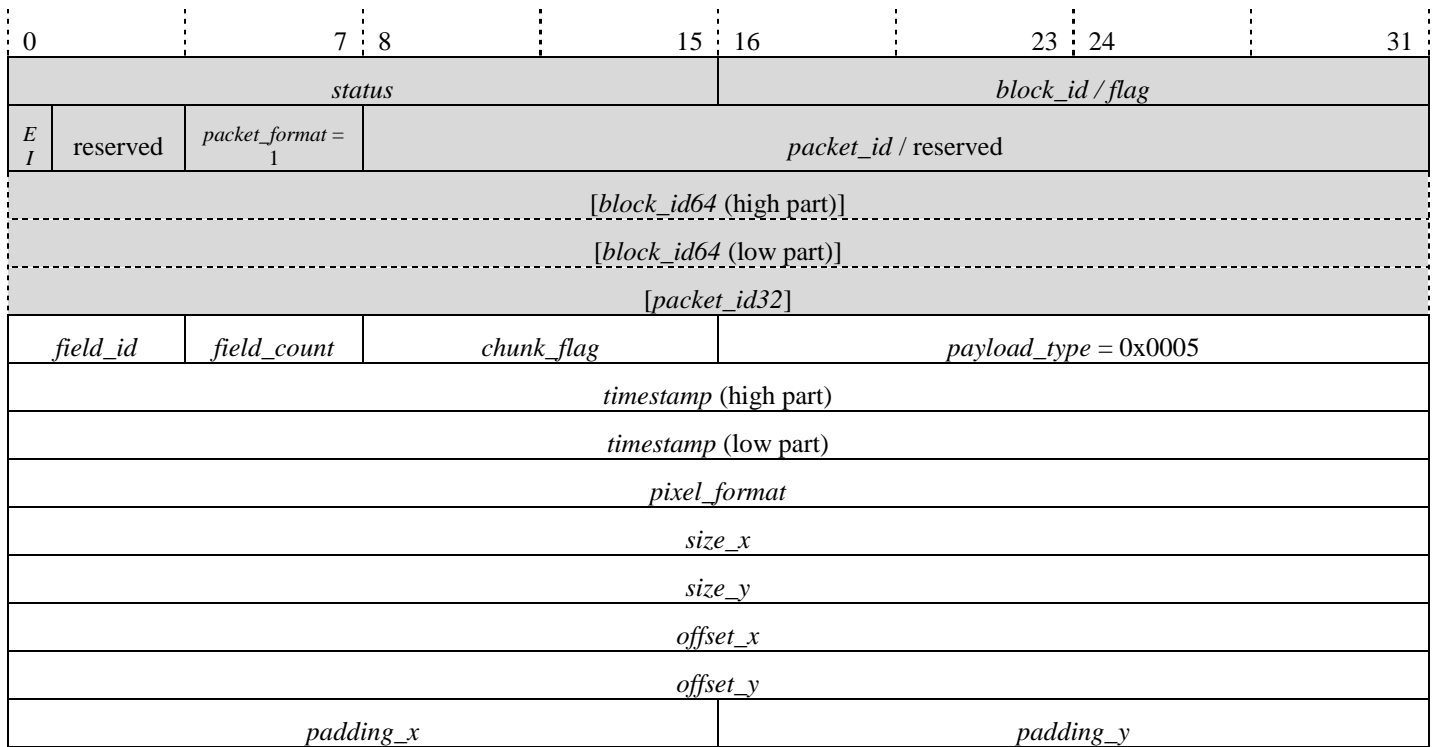 0 7 8 15 16 23 24 31
status block_id / flag
E
I reserved packet_format =
1 packet_id / reserved
[block_id64 (high part)]
[block_id64 (low part)]
[packet_id32]
field_id field_count chunk_flag payload_type = 0x0005
timestamp (high part)
timestamp (low part)
pixel_format
size_x
size_y
offset_x
offset_y
padding_x padding_y